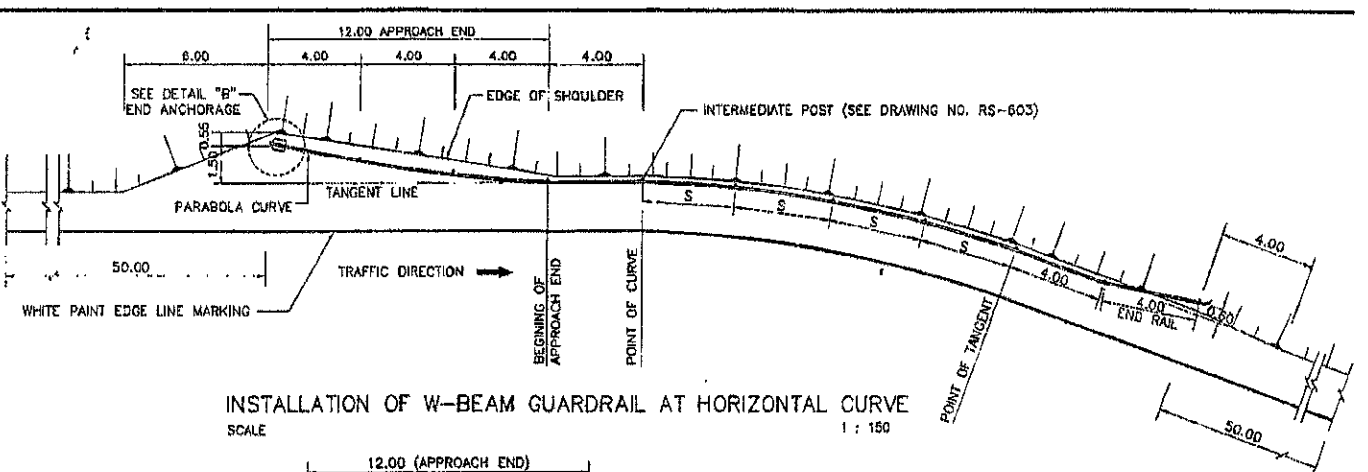 12.00 APPROACH END
6.00
4.00
4.00
4.00
4.00
SEE DETAIL "B"
END ANCHORAGE
EDGE OF SHOULDER
INTERMEDIATE POST (SEE DRAWING NO. RS-603)
0.55
1.50
TANGENT LINE
PARABOLA CURVE
S
S
S
S
4.00
4.00
END RAIL
0.60
4.00
50.00
TRAFFIC DIRECTION
WHITE PAINT EDGE LINE MARKING
BEGINING OF
APPROACH END
POINT OF CURVE
POINT OF TANGENT
50.00
INSTALLATION OF W-BEAM GUARDRAIL AT HORIZONTAL CURVE
SCALE
1 : 150
12.00 (APPROACH END)